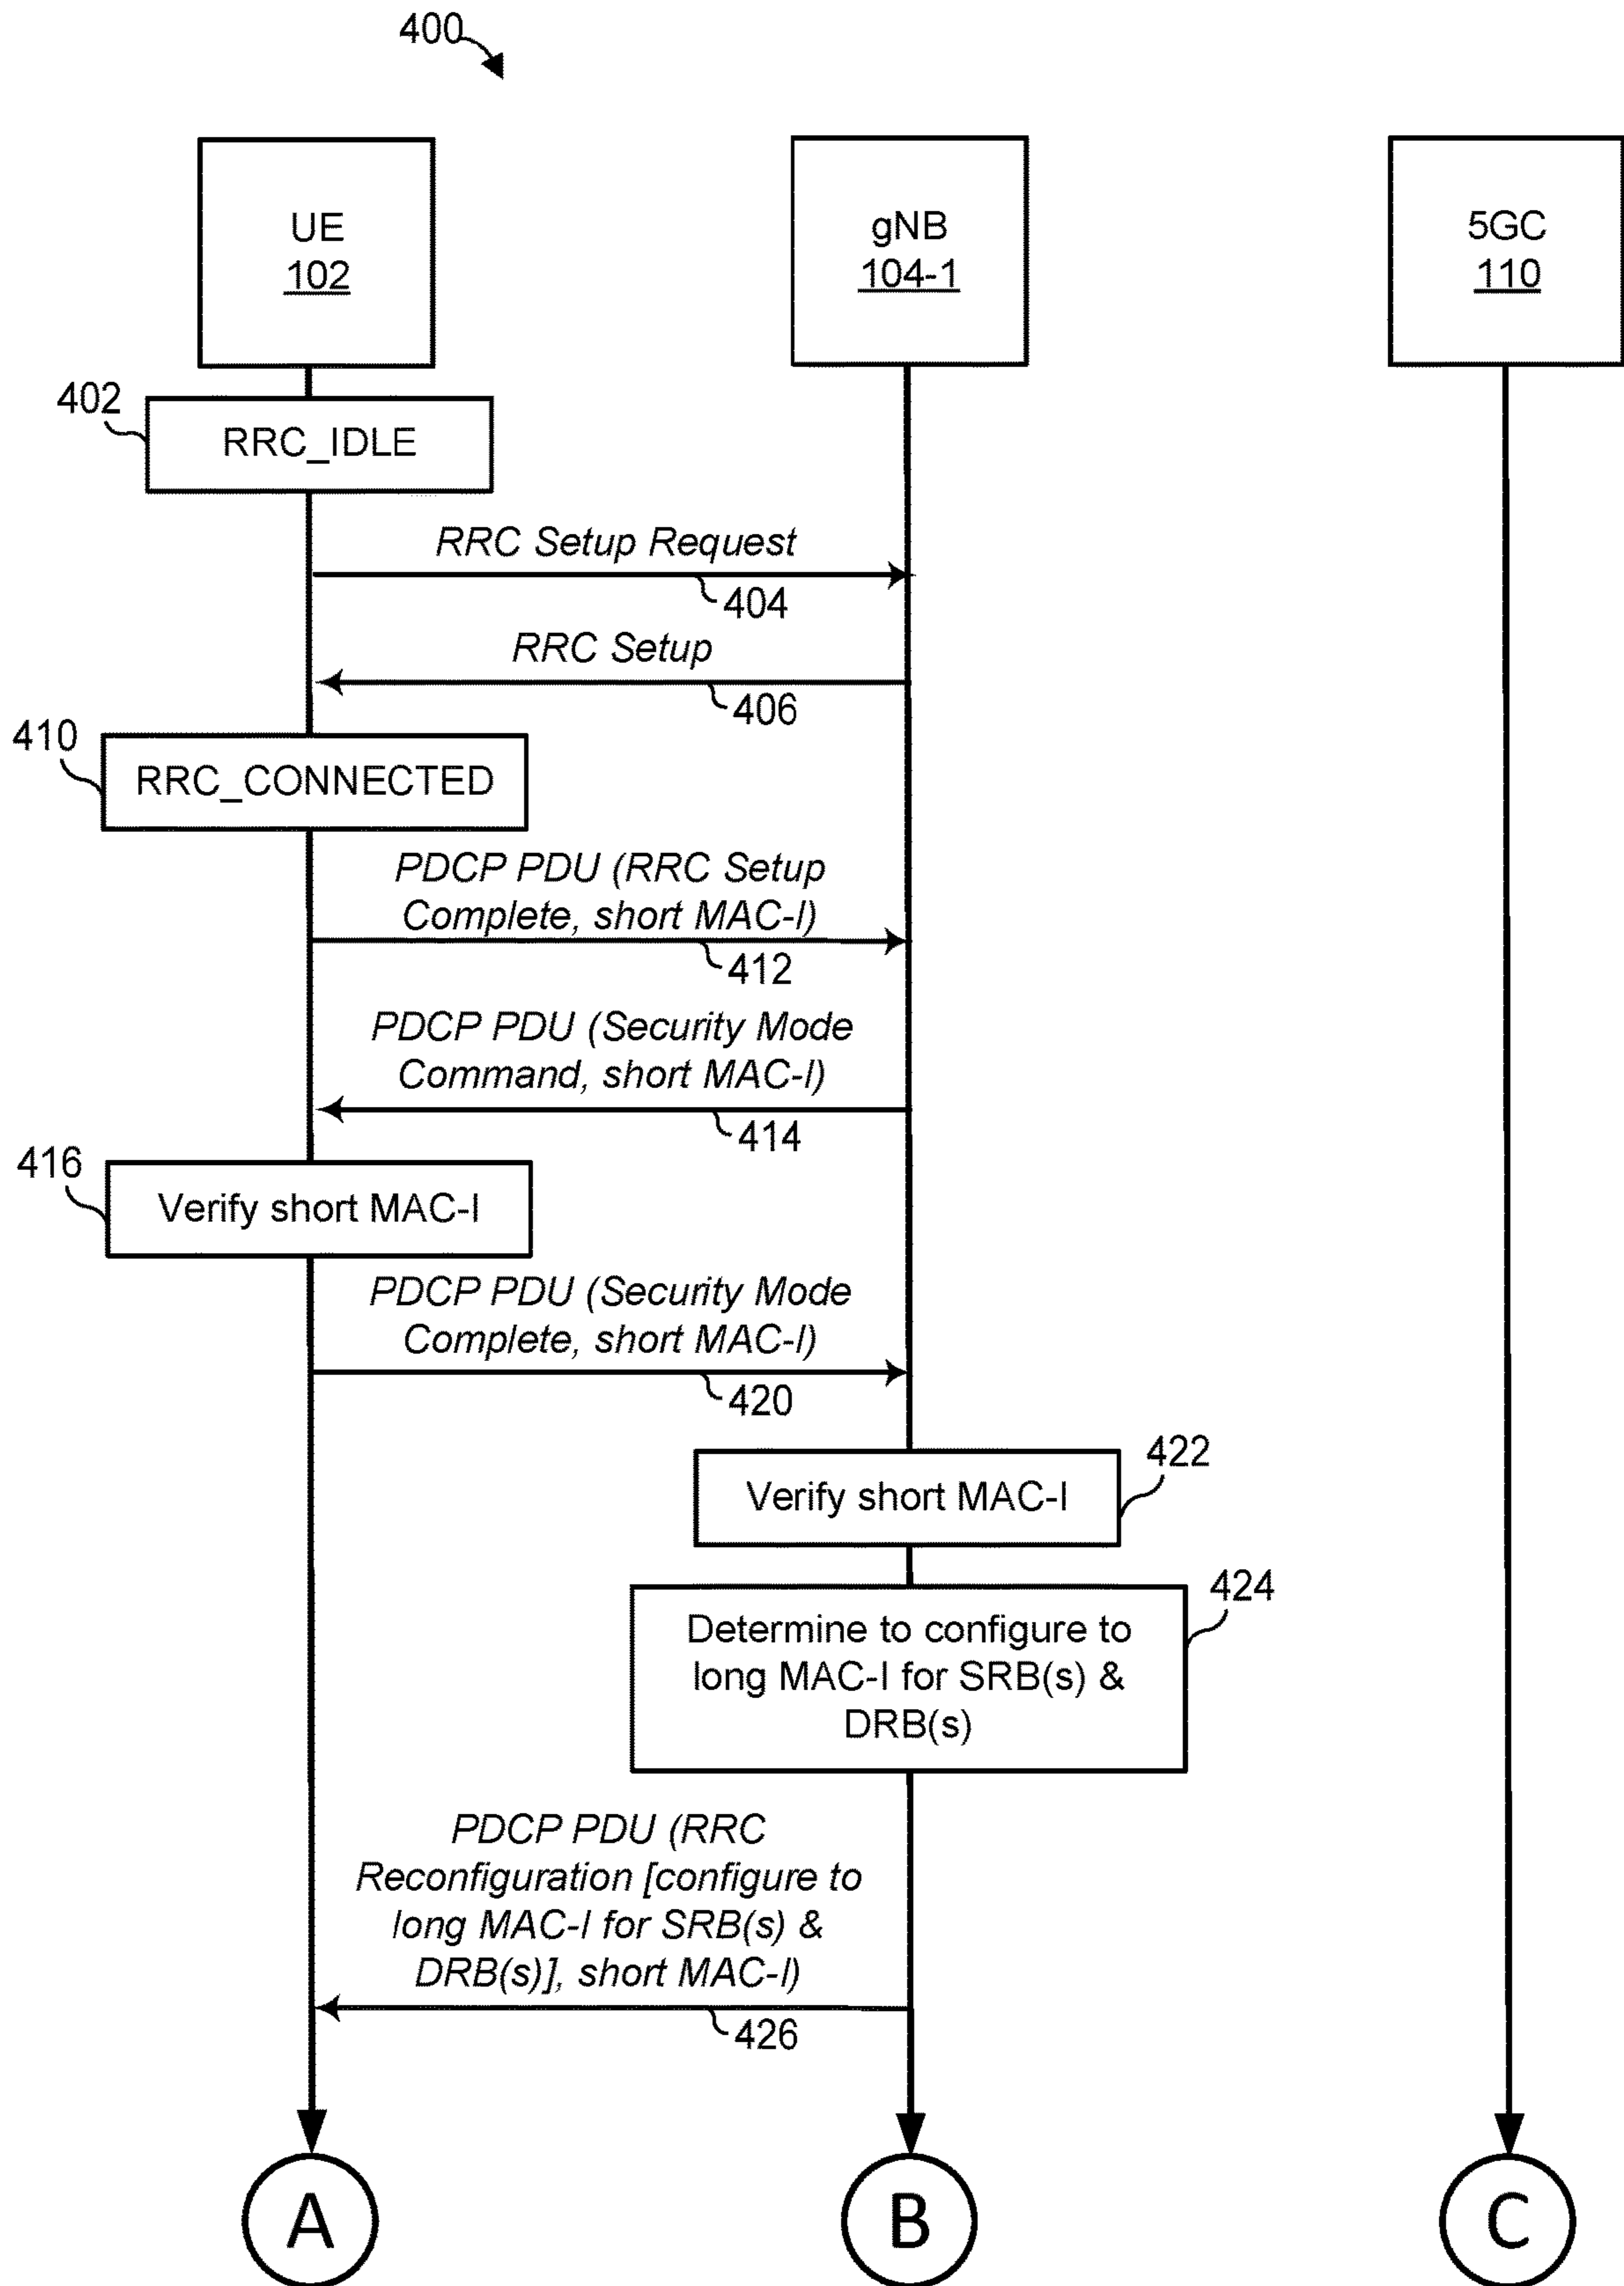 400
UE
102
gNB
104-1
5GC
110
402
RRC_IDLE
RRC Setup Request
404
RRC Setup
406
410
RRC_CONNECTED
PDCP PDU (RRC Setup
Complete, short MAC-I)
412
PDCP PDU (Security Mode
Command, short MAC-I)
414
416
Verify short MAC-I
PDCP PDU (Security Mode
Complete, short MAC-I)
420
422
Verify short MAC-I
424
Determine to configure to
long MAC-I for SRB(s) &
DRB(s)
PDCP PDU (RRC
Reconfiguration [configure to
long MAC-I for SRB(s) &
DRB(s)], short MAC-I)
426
A
B
C